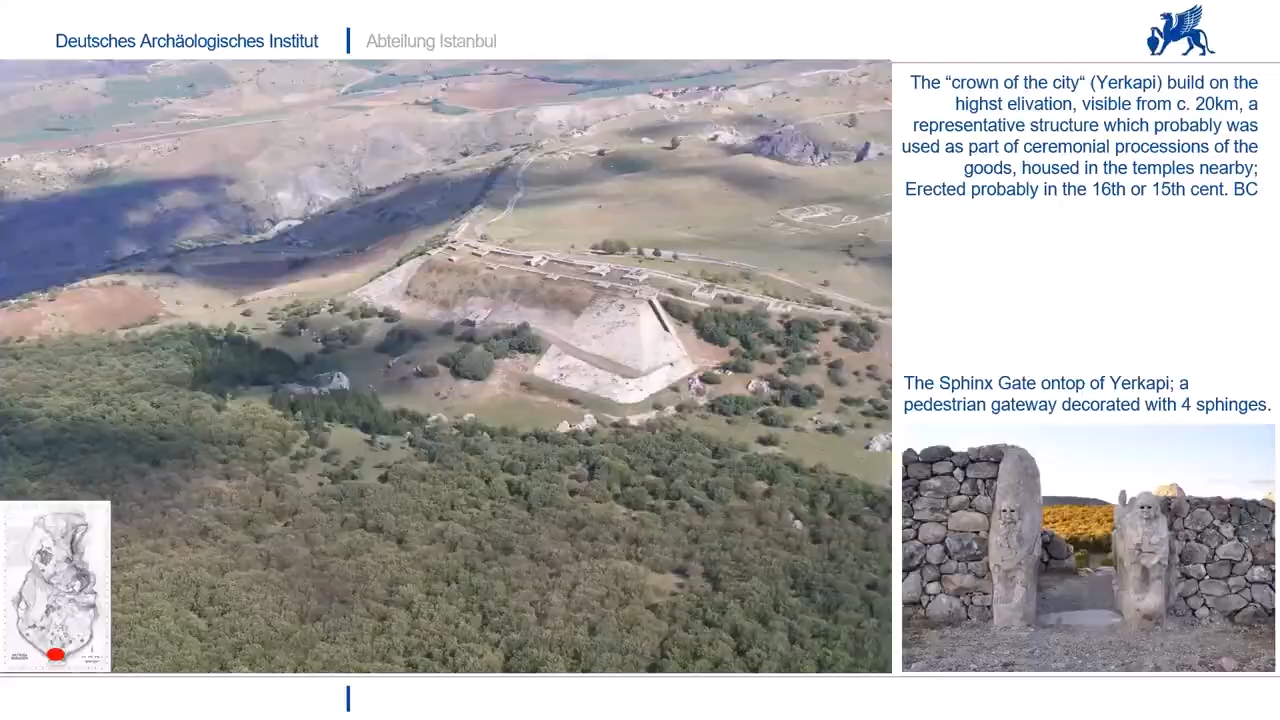 Deutsches Archäologisches Institut
Abteilung Istanbul
The “crown of the city“ (Yerkapi) build on the
highst elivation, visible from c. 20km, a
representative structure which probably was
used as part of ceremonial processions of the
goods, housed in the temples nearby;
Erected probably in the 16th or 15th cent. BC
The Sphinx Gate ontop of Yerkapi; a
pedestrian gateway decorated with 4 sphinges.